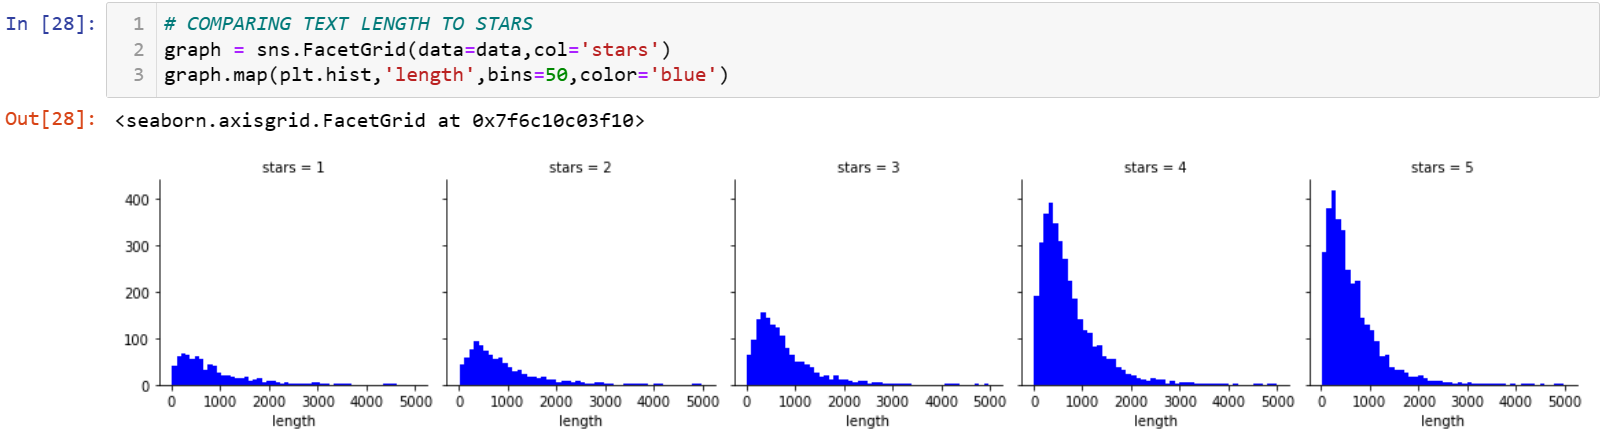 In [28]:
1 # COMPARING TEXT LENGTH TO STARS
2 graph = sns.FacetGrid(data=data,col='stars')
3 graph.map(plt.hist,'length',bins=50,color='blue')
Out[28]: <seaborn.axisgrid.FacetGrid at 0x7f6c10c03f10>
stars = 1 stars = 2 stars = 3 stars = 4 stars = 5
400
300
200
100
0
0 1000 2000 3000 4000 5000 0 1000 2000 3000 4000 5000 0 1000 2000 3000 4000 5000 0 1000 2000 3000 4000 5000 0 1000 2000 3000 4000 5000
length length length length length